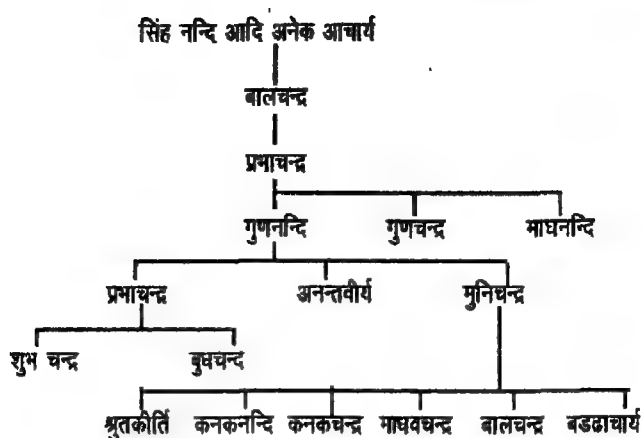 सिंह नन्दि आदि अनेक आचार्य
बालचन्द्र
प्रभाचन्द्र
गुणनन्दि गुणचन्द्र माघनन्दि
प्रभाचन्द्र अनन्तवीर्य मुनिचन्द्र
शुभ चन्द्र बुधचन्द
श्रुतकीर्ति कनकनन्दि कनकचन्द्र माधवचन्द्र बालचन्द्र बडढाचार्य